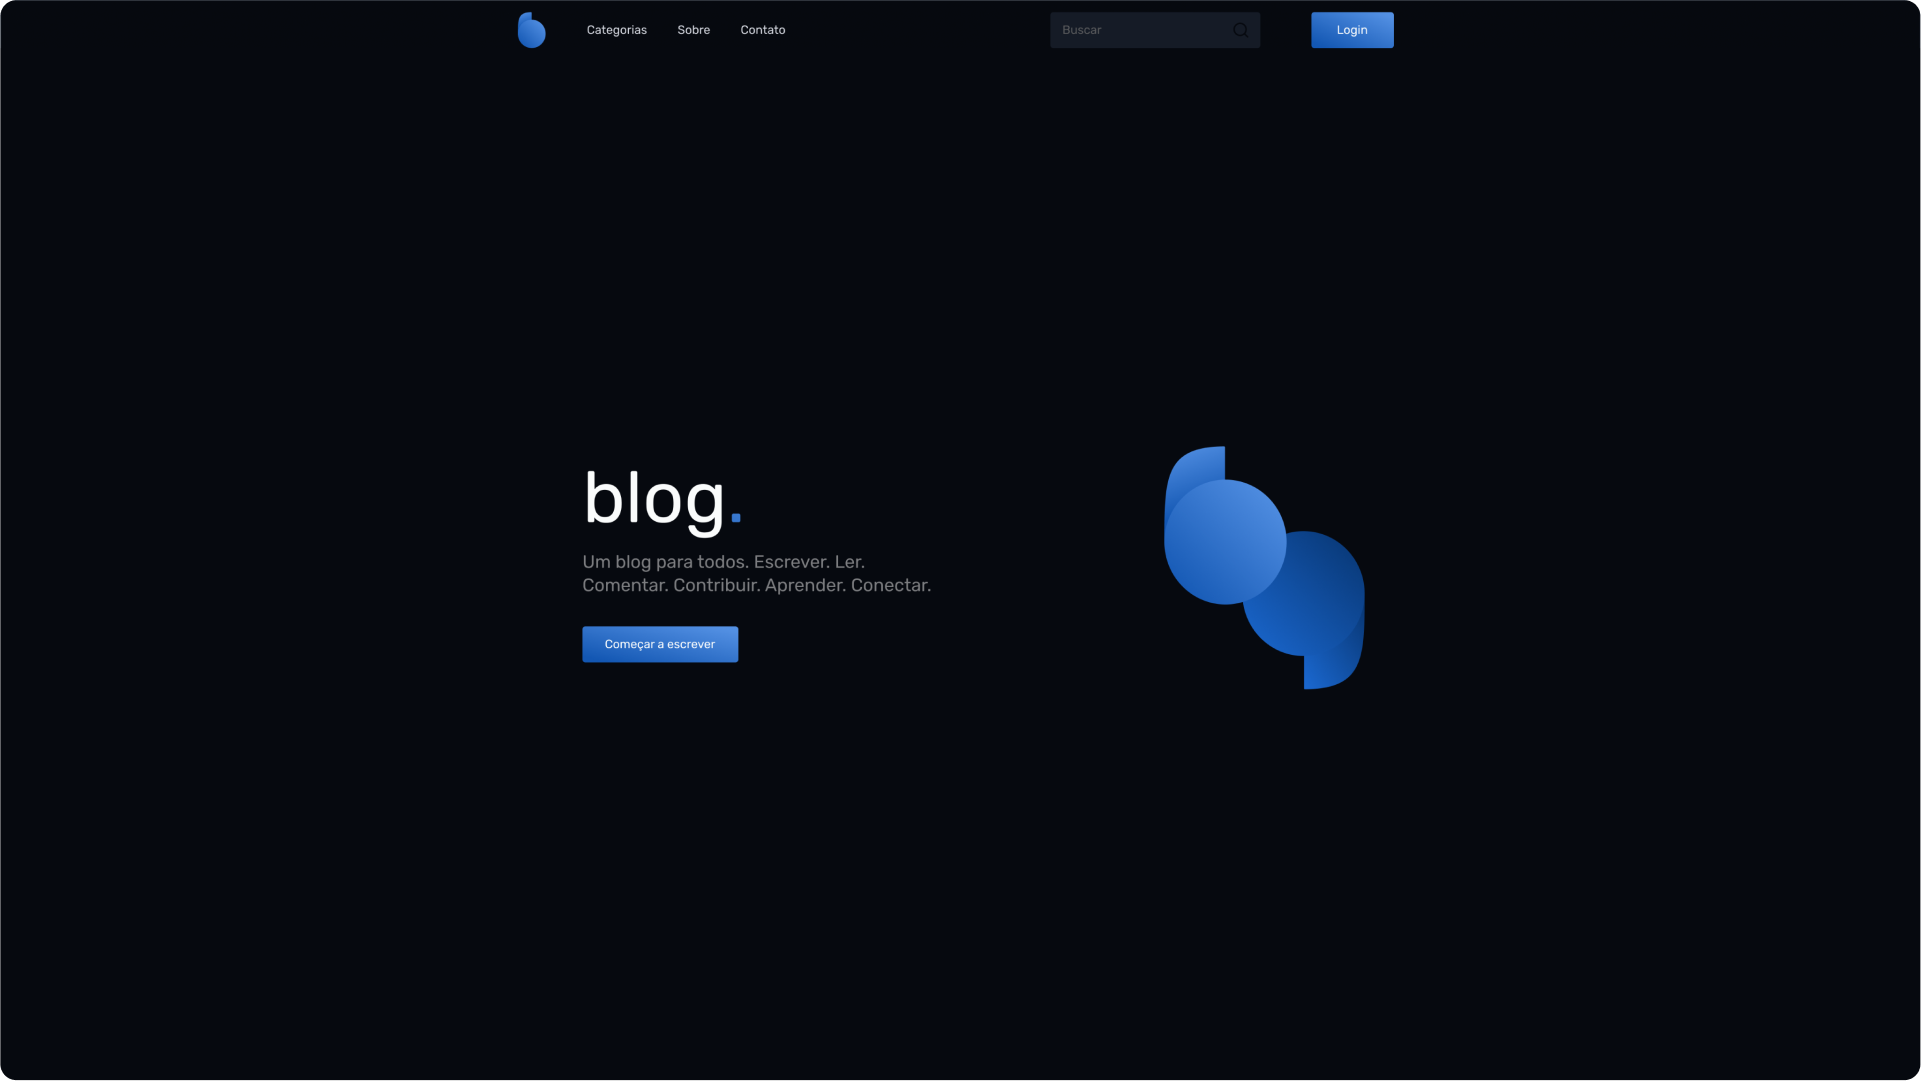 Categorias Sobre Contato Buscar Login
blog.
Um blog para todos. Escrever. Ler.
Comentar. Contribuir. Aprender. Conectar.
Começar a escrever